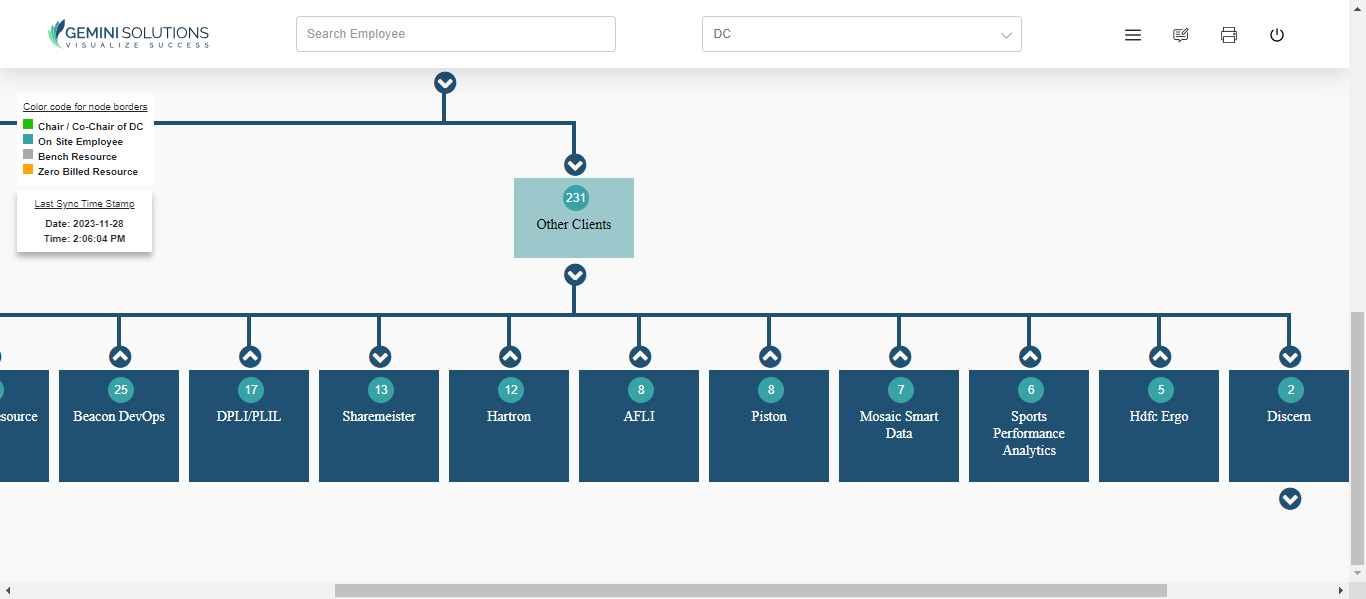 GEMINI SOLUTIONS
VISUALIZE SUCCESS
Search Employee
DC
Color code for node borders
Chair / Co-Chair of DC
On Site Employee
Bench Resource
Zero Billed Resource
Last Sync Time Stamp
Date: 2023-11-28
Time: 2:06:04 PM
231
Other Clients
25
Beacon DevOps
17
DPLI/PLIL
13
Sharemeister
12
Hartron
8
AFLI
8
Piston
7
Mosaic Smart
Data
6
Sports
Performance
Analytics
5
Hdfc Ergo
2
Discern